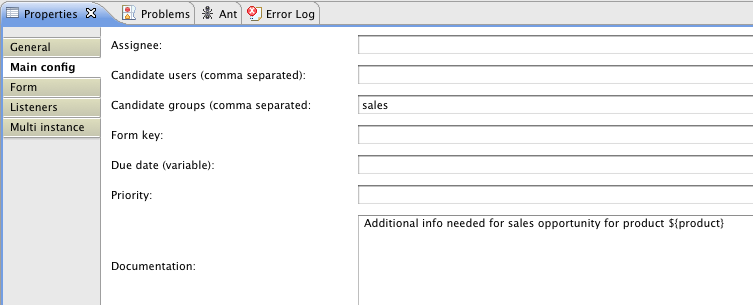 Properties Problems Ant Error Log
General
Main config
Form
Listeners
Multi instance
Assignee:
Candidate users (comma separated):
Candidate groups (comma separated: sales
Form key:
Due date (variable):
Priority:
Documentation: Additional info needed for sales opportunity for product ${product}